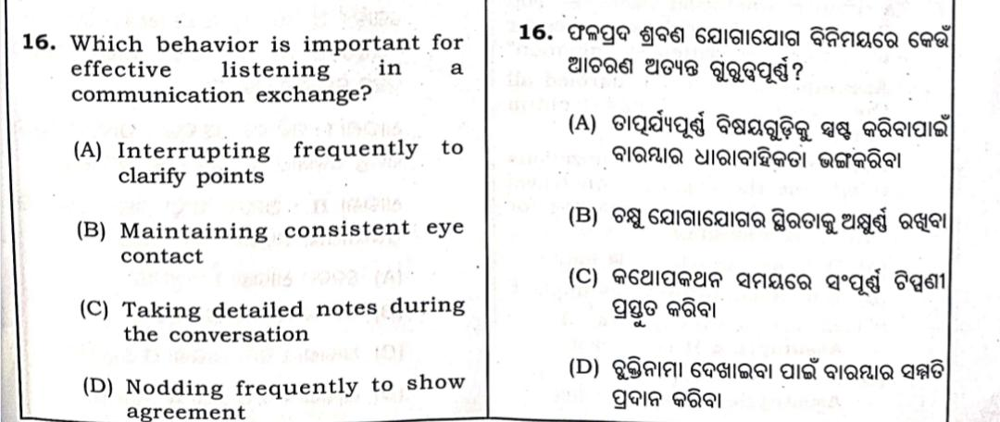 16. Which behavior is important for
effective listening in a
communication exchange?
(A) Interrupting frequently to
clarify points
(B) Maintaining consistent eye
contact
(C) Taking detailed notes during
the conversation
(D) Nodding frequently to show
agreement
16. ଫଳପ୍ରଦ ଶ୍ରବଣ ଯୋଗାଯୋଗ ବିନିମୟରେ କେଉଁ
ଆଚରଣ ଅତ୍ୟନ୍ତ ଗୁରୁତ୍ୱପୂର୍ଣ୍ଣ ?
(A) ତାତ୍ପର୍ଯ୍ୟପୂର୍ଣ୍ଣ ବିଷୟଗୁଡ଼ିକୁ ସ୍ପଷ୍ଟ କରିବାପାଇଁ
ବାରମ୍ୱାର ଧାରାବାହିକତା ଭଙ୍ଗକରିବା
(B) ଚକ୍ଷୁ ଯୋଗାଯୋଗର ସ୍ଥିରତାକୁ ଅକ୍ଷୁର୍ଣ୍ଣ ରଖିବା
(C) କଥୋପକଥନ ସମୟରେ ସଂପୂର୍ଣ୍ଣ ଟିପ୍ପଣୀ
ପ୍ରସ୍ତୁତ କରିବା
(D) ଚୁକ୍ତିନାମା ଦେଖାଇବା ପାଇଁ ବାରମ୍ୱାର ସମ୍ମତି
ପ୍ରଦାନ କରିବା